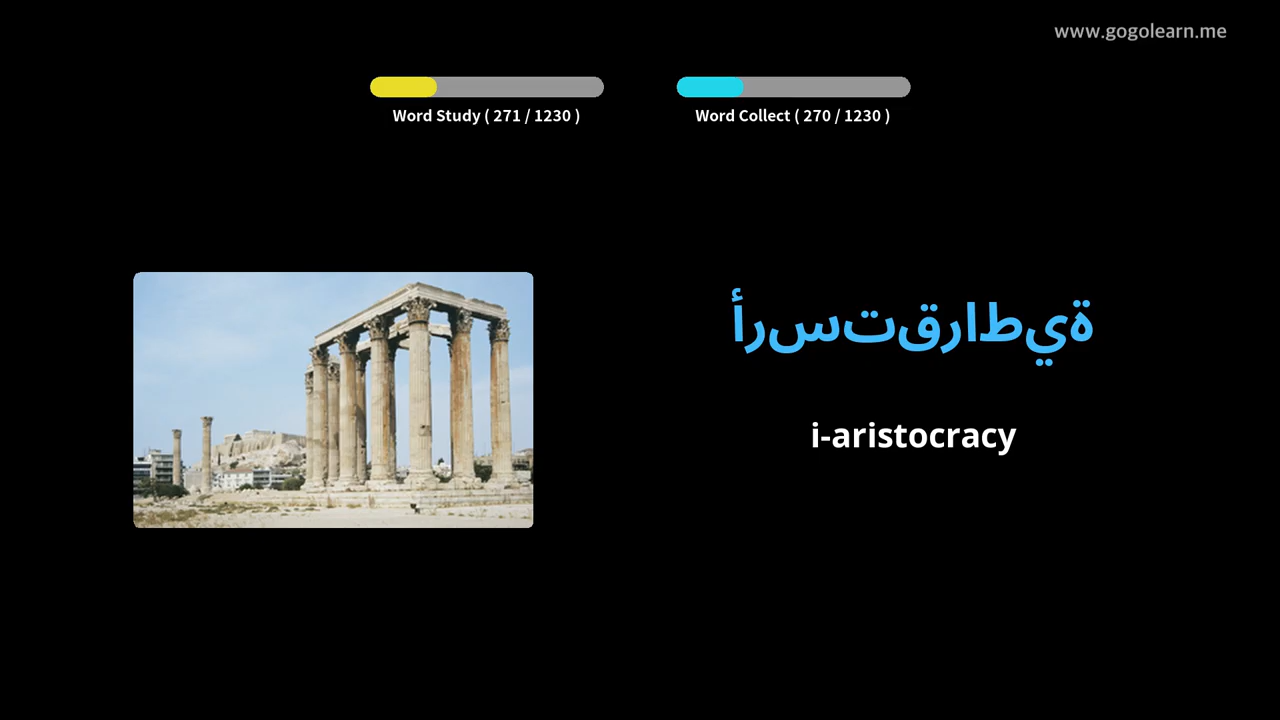 www.gogolearn.me
Word Study ( 271 / 1230 )
Word Collect ( 270 / 1230 )
أرستقراطية
i-aristocracy